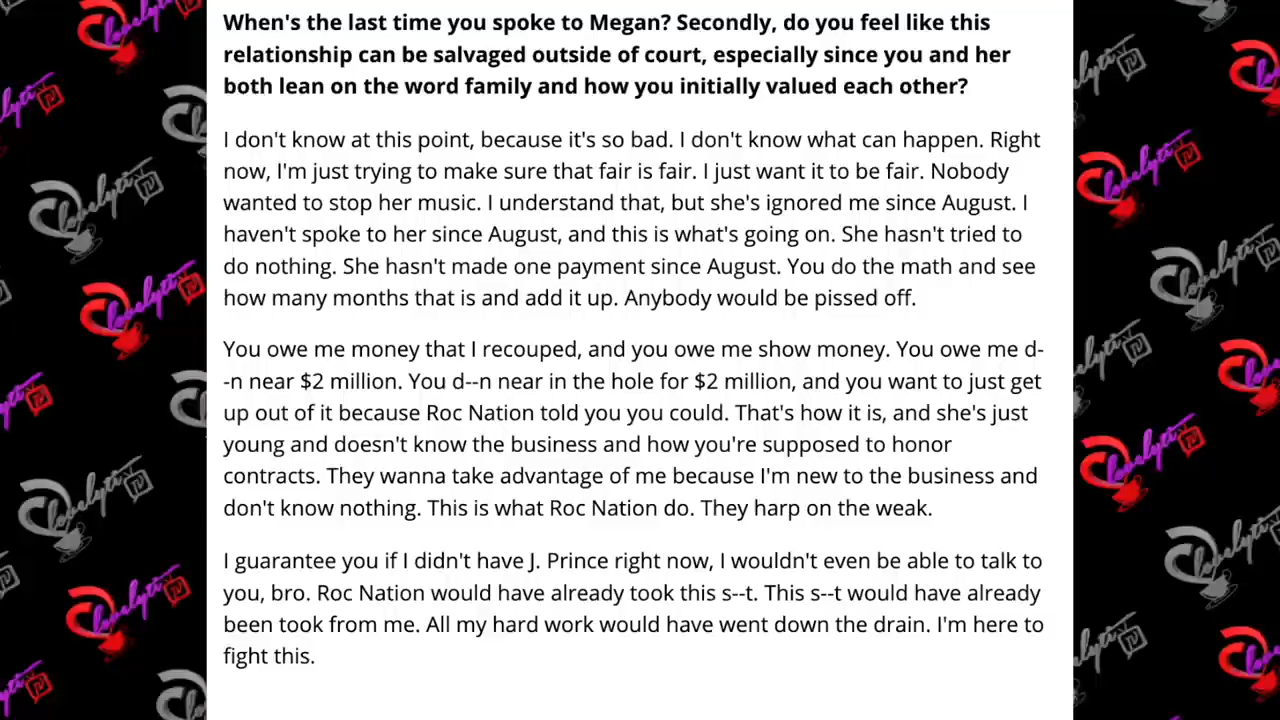 When's the last time you spoke to Megan? Secondly, do you feel like this
relationship can be salvaged outside of court, especially since you and her
both lean on the word family and how you initially valued each other?
I don't know at this point, because it's so bad. I don't know what can happen. Right
now, I'm just trying to make sure that fair is fair. I just want it to be fair. Nobody
wanted to stop her music. I understand that, but she's ignored me since August. I
haven't spoke to her since August, and this is what's going on. She hasn't tried to
do nothing. She hasn't made one payment since August. You do the math and see
how many months that is and add it up. Anybody would be pissed off.
You owe me money that I recouped, and you owe me show money. You owe me d-
-n near $2 million. You d--n near in the hole for $2 million, and you want to just get
up out of it because Roc Nation told you you could. That's how it is, and she's just
young and doesn't know the business and how you're supposed to honor
contracts. They wanna take advantage of me because I'm new to the business and
don't know nothing. This is what Roc Nation do. They harp on the weak.
I guarantee you if I didn't have J. Prince right now, I wouldn't even be able to talk to
you, bro. Roc Nation would have already took this s--t. This s--t would have already
been took from me. All my hard work would have went down the drain. I'm here to
fight this.